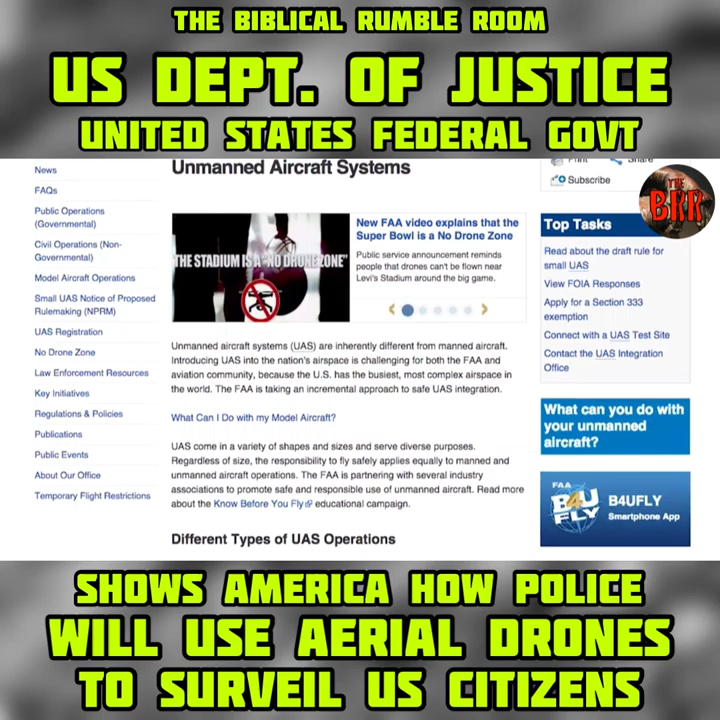 THE BIBLICAL RUMBLE ROOM
US DEPT. OF JUSTICE
UNITED STATES FEDERAL GOVT
News
FAQs
Public Operations
(Governmental)
Civil Operations (Non-
Governmental)
Model Aircraft Operations
Small UAS Notice of Proposed
Rulemaking (NPRM)
UAS Registration
No Drone Zone
Law Enforcement Resources
Key Initiatives
Regulations & Policies
Publications
Public Events
About Our Office
Temporary Flight Restrictions
Unmanned Aircraft Systems
THE STADIUM IS A "NO DRONE ZONE"
New FAA video explains that the
Super Bowl is a No Drone Zone
Public service announcement reminds
people that drones can't be flown near
Levi's Stadium around the big game.
Unmanned aircraft systems (UAS) are inherently different from manned aircraft.
Introducing UAS into the nation's airspace is challenging for both the FAA and
aviation community, because the U.S. has the busiest, most complex airspace in
the world. The FAA is taking an incremental approach to safe UAS integration.
What Can I Do with my Model Aircraft?
UAS come in a variety of shapes and sizes and serve diverse purposes.
Regardless of size, the responsibility to fly safely applies equally to manned and
unmanned aircraft operations. The FAA is partnering with several industry
associations to promote safe and responsible use of unmanned aircraft. Read more
about the Know Before You Fly educational campaign.
Different Types of UAS Operations
Print Share
Subscribe
THE
BRR
Top Tasks
Read about the draft rule for
small UAS
View FOIA Responses
Apply for a Section 333
exemption
Connect with a UAS Test Site
Contact the UAS Integration
Office
What can you do with
your unmanned
aircraft?
FAA
B4U
FLY
B4UFLY
Smartphone App
SHOWS AMERICA HOW POLICE
WILL USE AERIAL DRONES
TO SURVEIL US CITIZENS